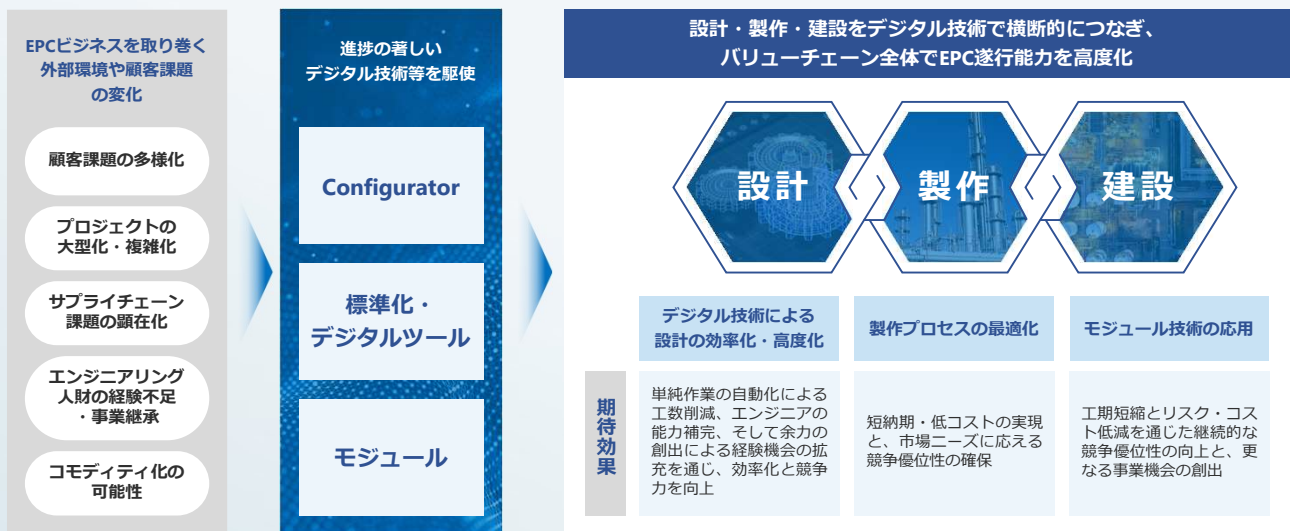 EPCビジネスを取り巻く
外部環境や顧客課題
の変化
顧客課題の多様化
プロジェクトの
大型化・複雑化
サプライチェーン
課題の顕在化
エンジニアリング
人財の経験不足
・事業継承
コモディティ化の
可能性
進捗の著しい
デジタル技術等を駆使
Configurator
標準化・
デジタルツール
モジュール
設計・製作・建設をデジタル技術で横断的につなぎ、
バリューチェーン全体でEPC遂行能力を高度化
設計
製作
建設
デジタル技術による
設計の効率化・高度化
製作プロセスの最適化
モジュール技術の応用
期待効果
単純作業の自動化による
工数削減、エンジニアの
能力補完、そして余力の
創出による経験機会の拡
充を通じ、効率化と競争
力を向上
短納期・低コストの実現
と、市場ニーズに応える
競争優位性の確保
工期短縮とリスク・コス
ト低減を通じた継続的な
競争優位性の向上と、更
なる事業機会の創出